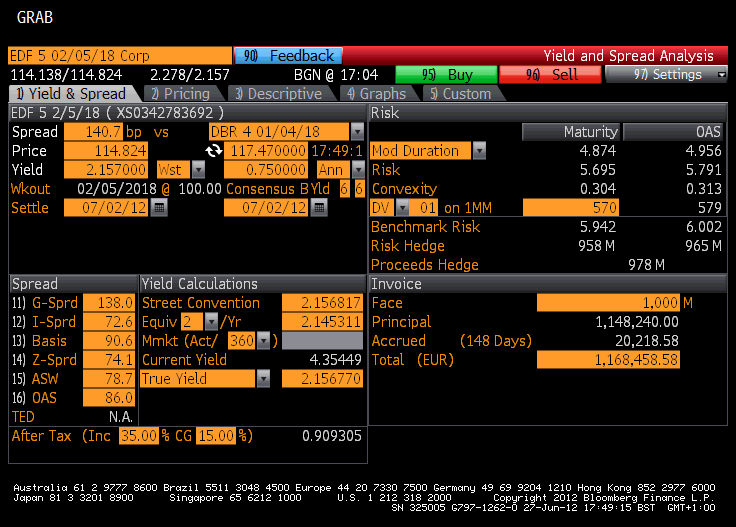 GRAB
EDF 5 02/05/18 Corp 90) Feedback Yield and Spread Analysis
114.138/114.824 2.278/2.157 BGN @ 17:04 95) Buy 96) Sell 97) Settings
1) Yield & Spread 2) Pricing 3) Descriptive 4) Graphs 5) Custom
EDF 5 2/5/18 ( XS0342783692 ) Risk
Spread 140.7 bp vs DBR 4 01/04/18 Maturity OAS
Price 114.824 117.470000 17:49:1 Mod Duration 4.874 4.956
Yield 2.157000 Wst 0.750000 Ann Risk 5.695 5.791
Wkout 02/05/2018 @ 100.00 Consensus B Yld 6 6 Convexity 0.304 0.313
Settle 07/02/12 07/02/12 DV 01 on 1MM 570 579
Benchmark Risk 5.942 6.002
Risk Hedge 958 M 965 M
Proceeds Hedge 978 M
Spread Yield Calculations Invoice
11) G-Sprd 138.0 Street Convention 2.156817 Face 1,000 M
12) I-Sprd 72.6 Equiv 2 /Yr 2.145311 Principal 1,148,240.00
13) Basis 90.6 Mmkt (Act/ 360 ) Accrued (148 Days) 20,218.58
14) Z-Sprd 74.1 Current Yield 4.35449 Total (EUR) 1,168,458.58
15) ASW 78.7 True Yield 2.156770
16) OAS 86.0
TED N.A.
After Tax (Inc 35.00 % CG 15.00 %) 0.909305
Australia 61 2 9777 8600 Brazil 5511 3048 4500 Europe 44 20 7330 7500 Germany 49 69 9204 1210 Hong Kong 852 2977 6000
Japan 81 3 3201 8900 Singapore 65 6212 1000 U.S. 1 212 318 2000 Copyright 2012 Bloomberg Finance L.P.
SN 325005 G797-1262-0 27-Jun-12 17:49:15 BST GMT+1:00